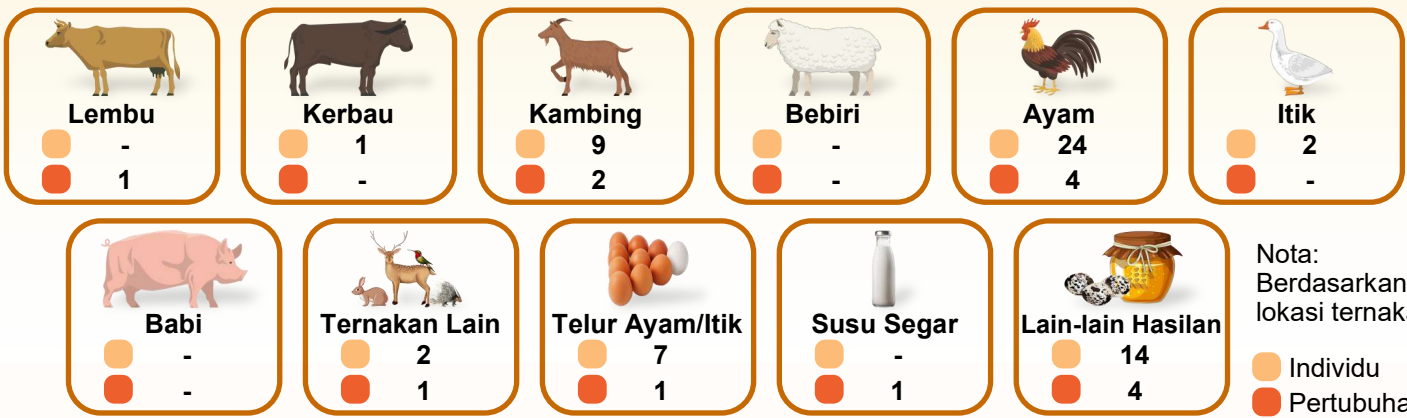 Lembu
-
1
Kerbau
1
-
Kambing
9
2
Bebiri
-
-
Ayam
24
4
Itik
2
-
Babi
-
-
Ternakan Lain
2
1
Telur Ayam/Itik
7
1
Susu Segar
-
1
Lain-lain Hasilan
14
4
Nota:
Berdasarkan
lokasi
Individu